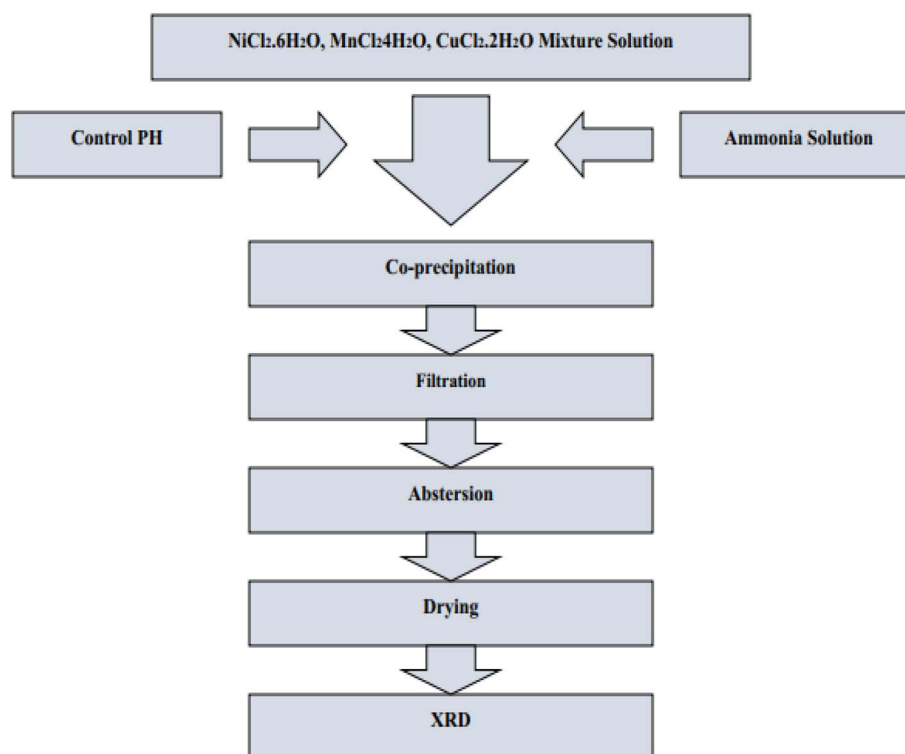 NiCl₂.6H₂O, MnCl₂4H₂O, CuCl₂.2H₂O Mixture Solution
Control PH
Ammonia Solution
Co-precipitation
Filtration
Abstersion
Drying
XRD